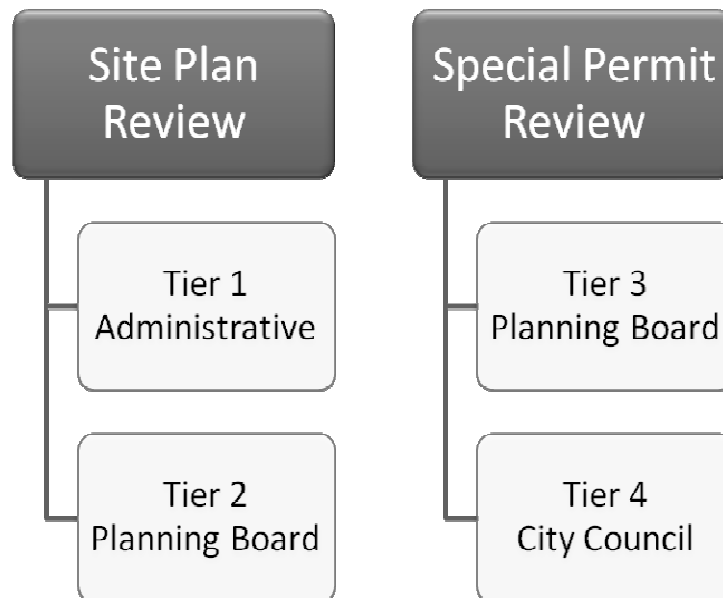 Site Plan
Review
Tier 1
Administrative
Tier 2
Planning Board
Special Permit
Review
Tier 3
Planning Board
Tier 4
City Council